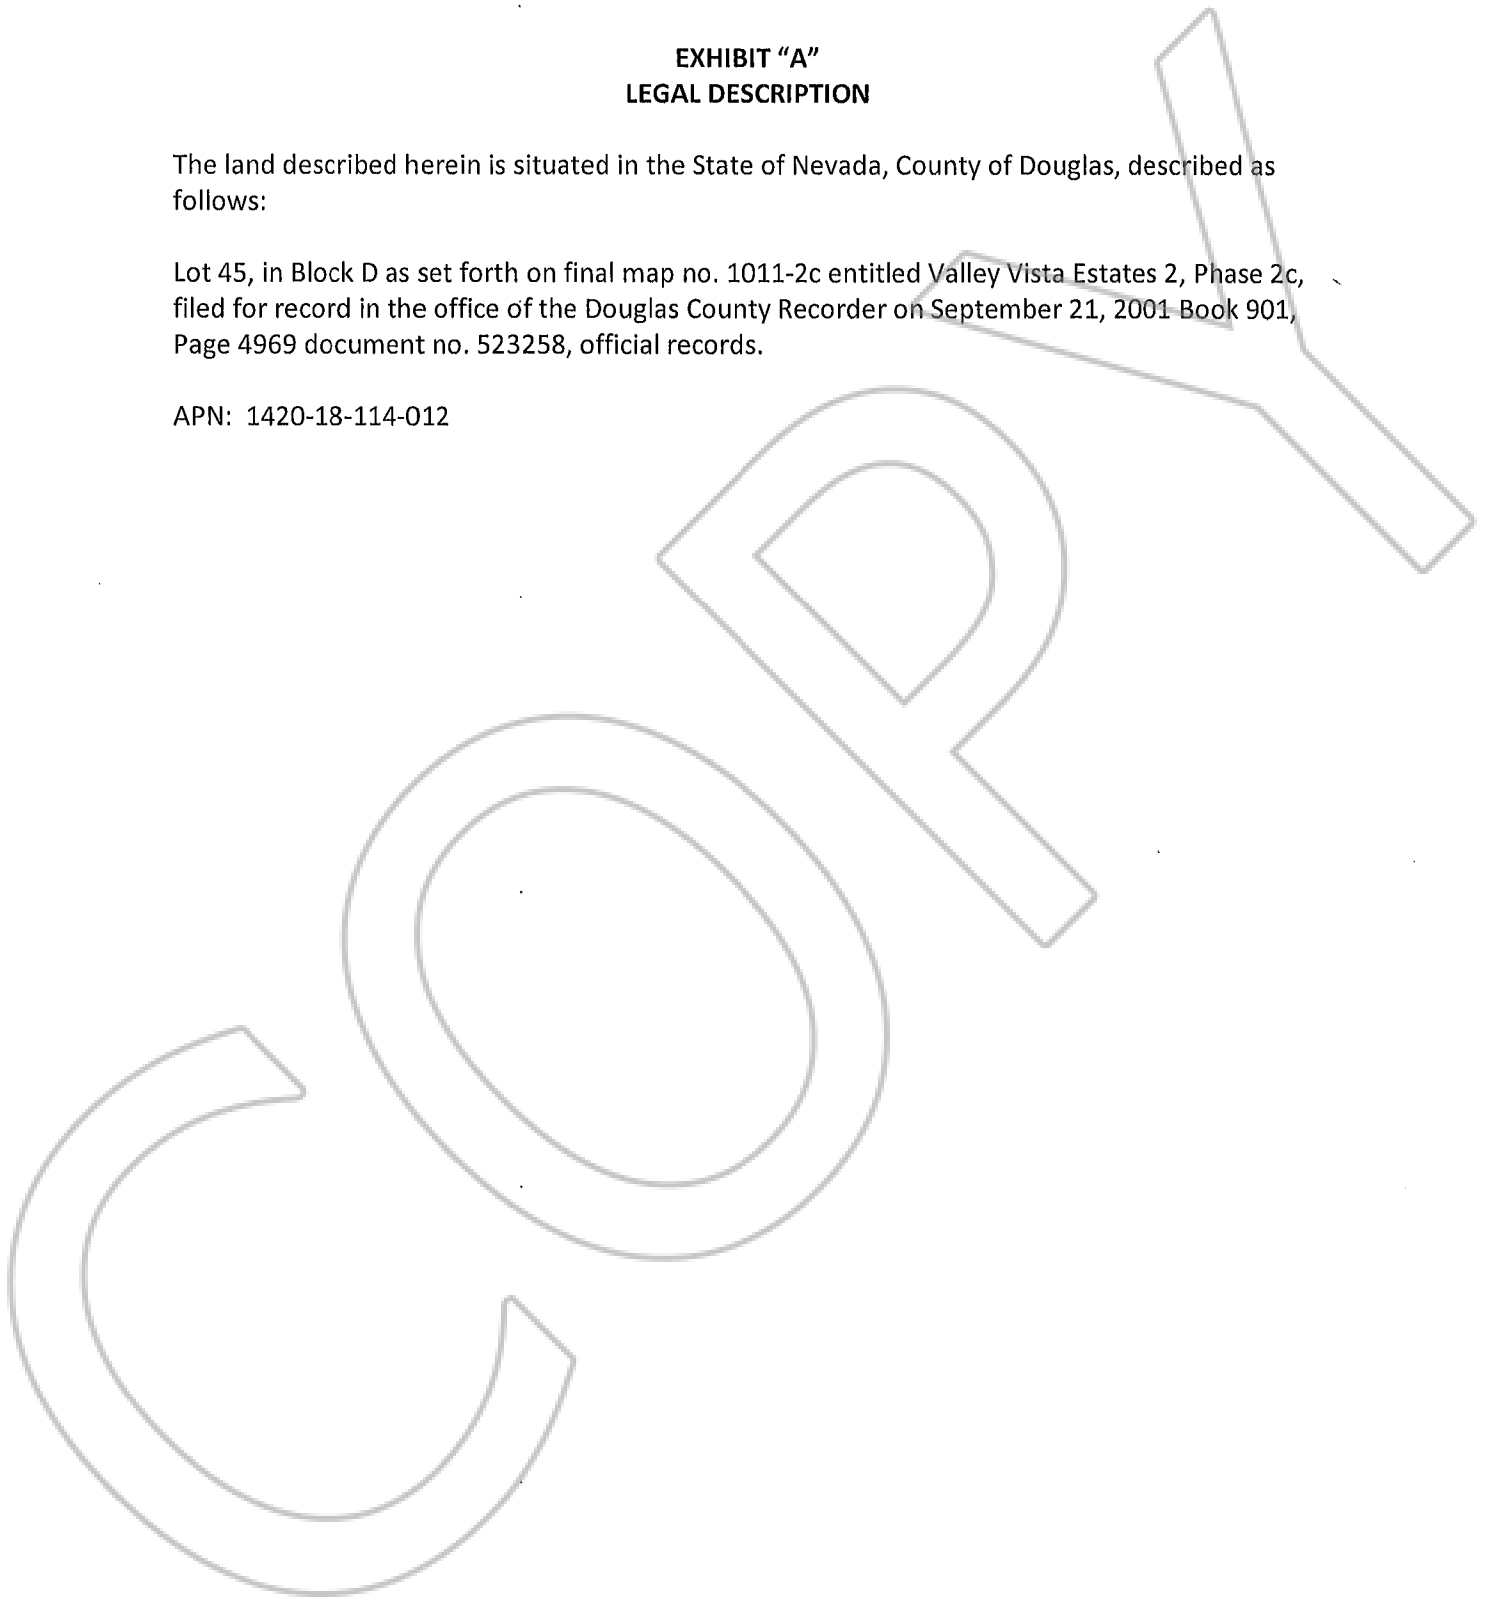 EXHIBIT “A”
LEGAL DESCRIPTION
The land described herein is situated in the State of Nevada, County of Douglas, described as
follows:
Lot 45, in Block D as set forth on final map no. 1011-2c entitled Valley Vista Estates 2, Phase 2c,
filed for record in the office of the Douglas County Recorder on September 21, 2001 Book 901,
Page 4969 document no. 523258, official records.
APN:  1420-18-114-012
COPY